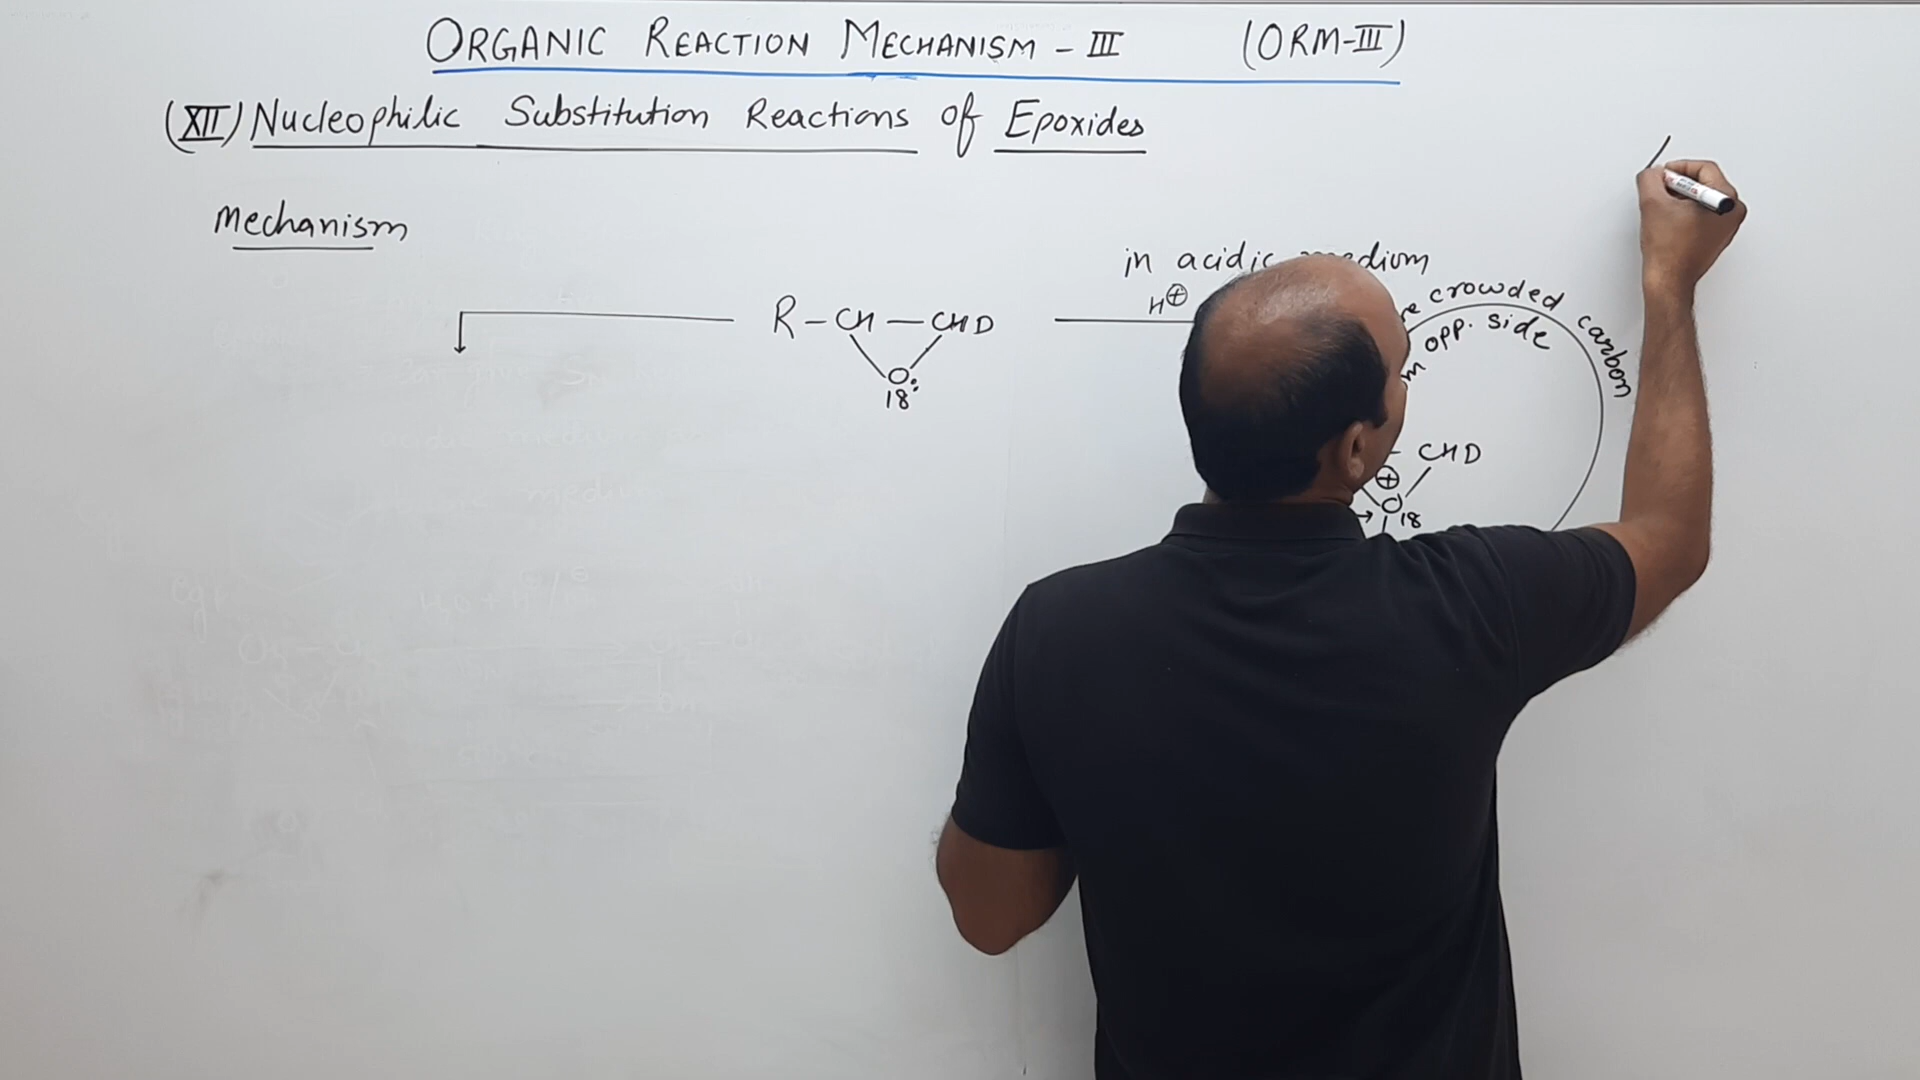 ORGANIC REACTION MECHANISM - III (ORM-III)
(XII) Nucleophilic Substitution Reactions of Epoxides
Mechanism
in acidic medium
H⊕
R - CH - CHD
O:
18
crowded carbon
opp. side
CHD
⊕
O
18